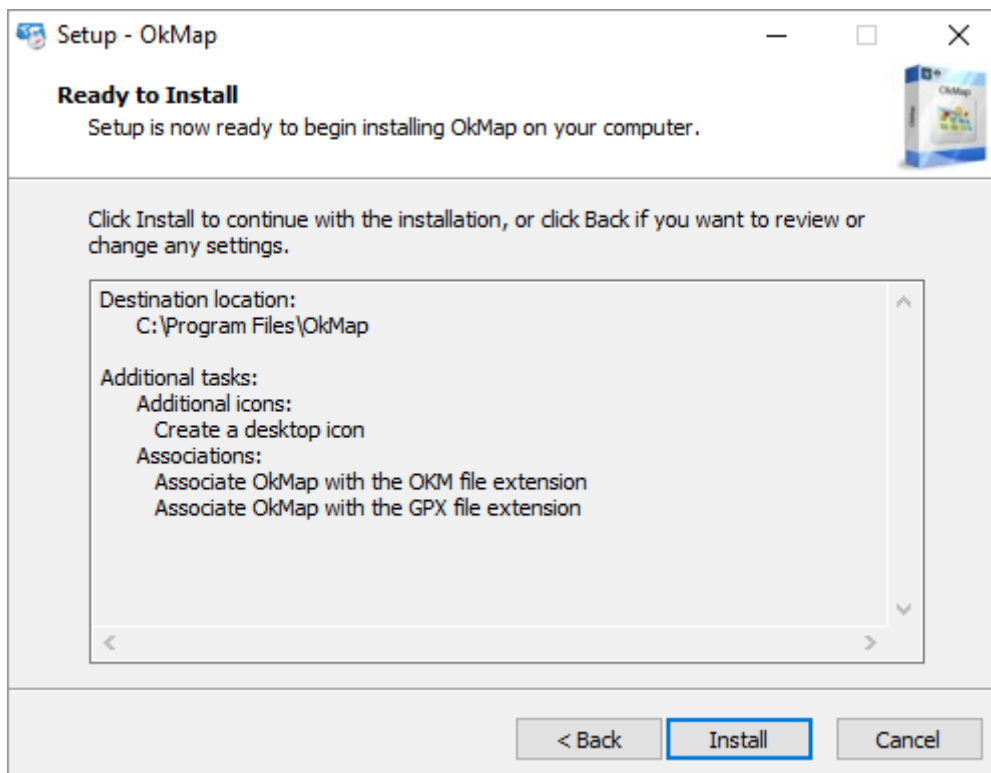 Setup - OkMap
Ready to Install
Setup is now ready to begin installing OkMap on your computer.
OkMap
Click Install to continue with the installation, or click Back if you want to review or
change any settings.
Destination location:
C:\Program Files\OkMap
Additional tasks:
Additional icons:
Create a desktop icon
Associations:
Associate OkMap with the OKM file extension
Associate OkMap with the GPX file extension
< Back
Install
Cancel